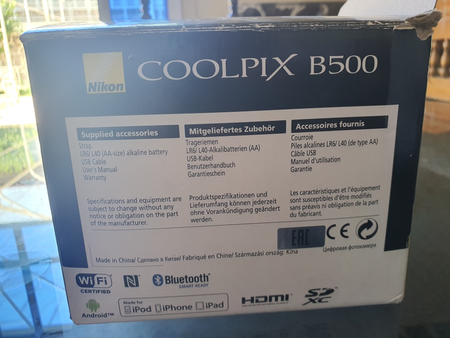 Nikon
COOLPIX B500
Supplied accessories
Strap
LR6/ L40 (AA-size) alkaline battery
USB Cable
User's Manual
Warranty
Specifications and equipment are
subject to change without any
notice or obligation on the part
of the manufacturer.
Mitgeliefertes Zubehör
Trageriemen
LR6/ L40-Alkalibatterien (AA)
USB-Kabel
Benutzerhandbuch
Garantieschein
Produktspezifikationen und
Lieferumfang können jederzeit
ohne Vorankündigung geändert
werden.
Accessoires fournis
Courroie
Piles alcalines LR6/ L40 (de type AA)
Câble USB
Manuel d'utilisation
Garantie
Les caractéristiques et l'équipement
sont susceptibles d'être modifiés
sans préavis ni obligation de la part
du fabricant.
EAC CE
Цифровая фотокамера
Made in China/ Сделано в Китае/ Fabriqué en Chine/ Származási ország: Kína
Wi Fi CERTIFIED
N
Bluetooth SMART READY
Android™
Made for iPod iPhone iPad
HDMI
SD XC